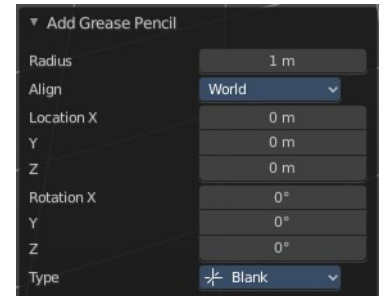 Add Grease Pencil
Radius 1 m
Align World
Location X 0 m
Y 0 m
Z 0 m
Rotation X 0°
Y 0°
Z 0°
Type Blank